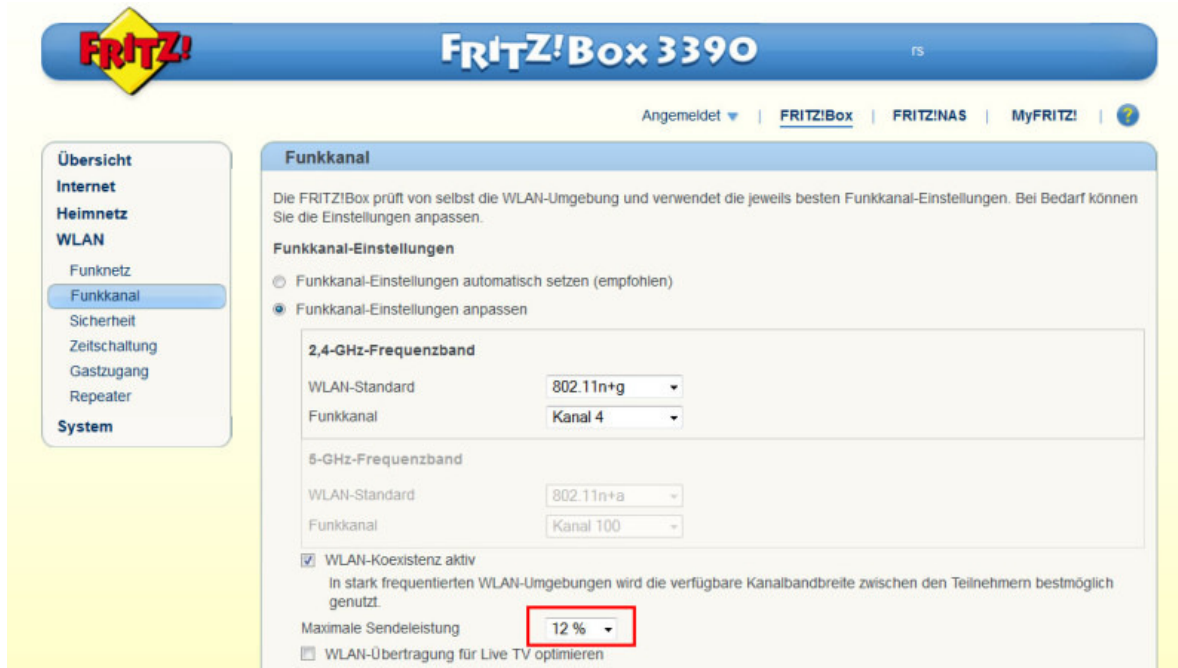 FRITZ!
FRITZ!Box 3390
rs
Angemeldet | FRITZ!Box | FRITZ!NAS | MyFRITZ! | ?
Übersicht
Internet
Heimnetz
WLAN
Funknetz
Funkkanal
Sicherheit
Zeitschaltung
Gastzugang
Repeater
System
Funkkanal
Die FRITZ!Box prüft von selbst die WLAN-Umgebung und verwendet die jeweils besten Funkkanal-Einstellungen. Bei Bedarf können
Sie die Einstellungen anpassen.
Funkkanal-Einstellungen
Funkkanal-Einstellungen automatisch setzen (empfohlen)
Funkkanal-Einstellungen anpassen
2,4-GHz-Frequenzband
WLAN-Standard 802.11n+g
Funkkanal Kanal 4
5-GHz-Frequenzband
WLAN-Standard 802.11n+a
Funkkanal Kanal 100
WLAN-Koexistenz aktiv
In stark frequentierten WLAN-Umgebungen wird die verfügbare Kanalbandbreite zwischen den Teilnehmern bestmöglich
genutzt.
Maximale Sendeleistung 12 %
WLAN-Übertragung für Live TV optimieren